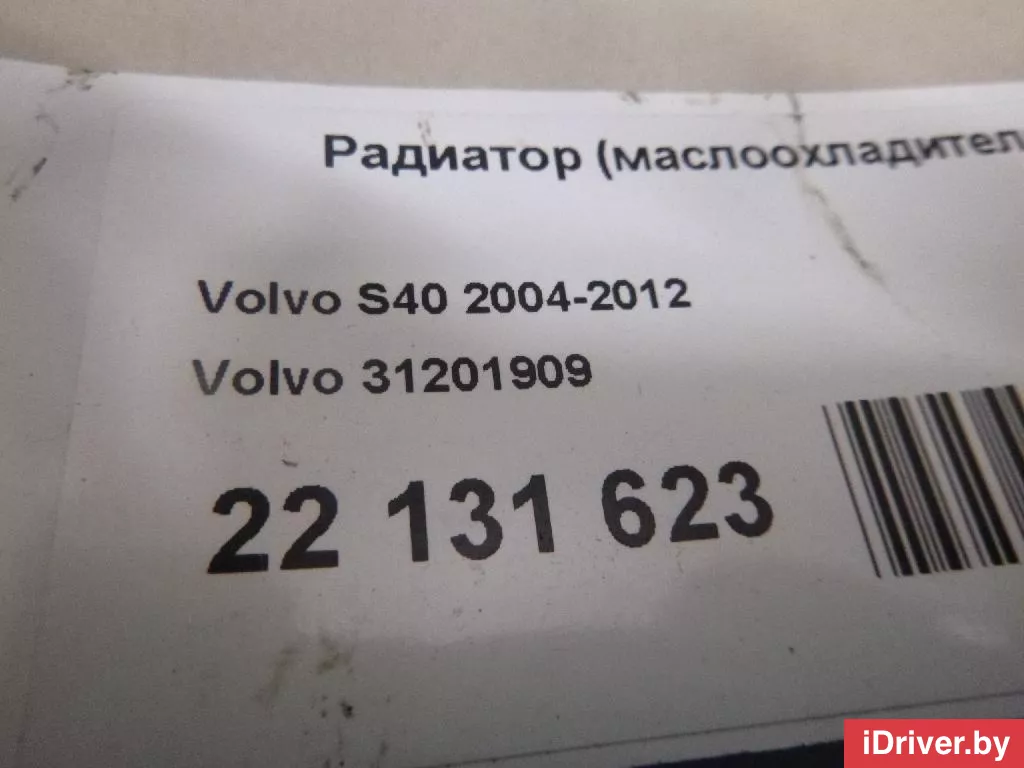 Радиатор (маслоохладител
Volvo S40 2004-2012
Volvo 31201909
22 131 623
iDriver.by